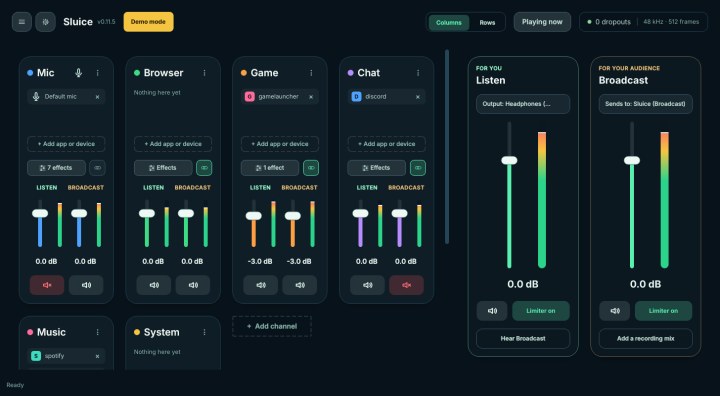 Sluice v0.11.5 Demo mode Columns Rows Playing now 0 dropouts 48 kHz · 512 frames
Mic
Default mic ×
+ Add app or device
7 effects
LISTEN BROADCAST
0.0 dB 0.0 dB
Browser
Nothing here yet
+ Add app or device
Effects
LISTEN BROADCAST
0.0 dB 0.0 dB
Game
G gamelauncher ×
+ Add app or device
1 effect
LISTEN BROADCAST
-3.0 dB -3.0 dB
Chat
D discord ×
+ Add app or device
Effects
LISTEN BROADCAST
0.0 dB 0.0 dB
Music
S spotify ×
System
Nothing here yet
+ Add channel
FOR YOU
Listen
Output: Headphones (...
0.0 dB
Limiter on
Hear Broadcast
FOR YOUR AUDIENCE
Broadcast
Sends to: Sluice (Broadcast)
0.0 dB
Limiter on
Add a recording mix
Ready